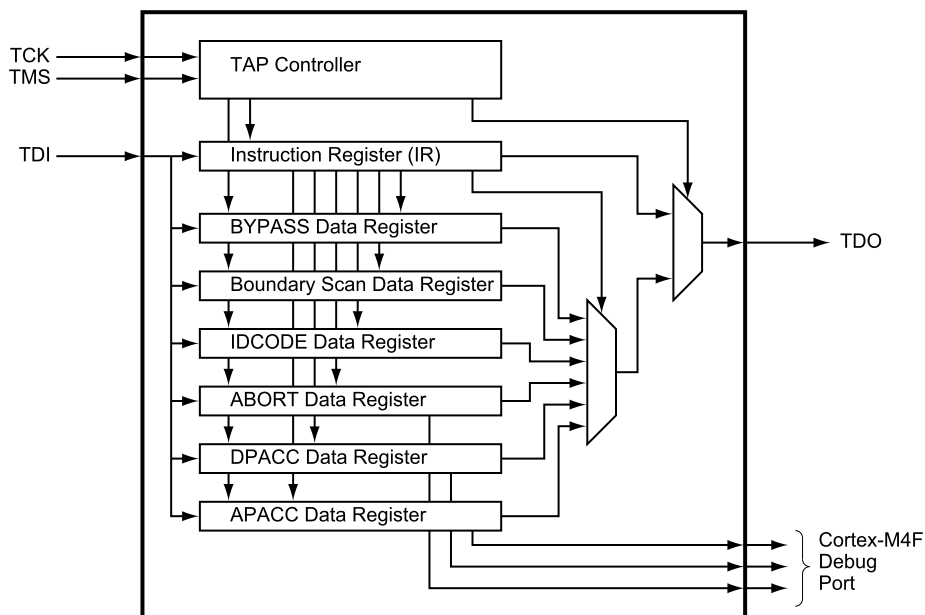 TCK
TMS
TAP Controller
TDI
Instruction Register (IR)
BYPASS Data Register
Boundary Scan Data Register
IDCODE Data Register
ABORT Data Register
DPACC Data Register
APACC Data Register
TDO
Cortex-M4F
Debug
Port